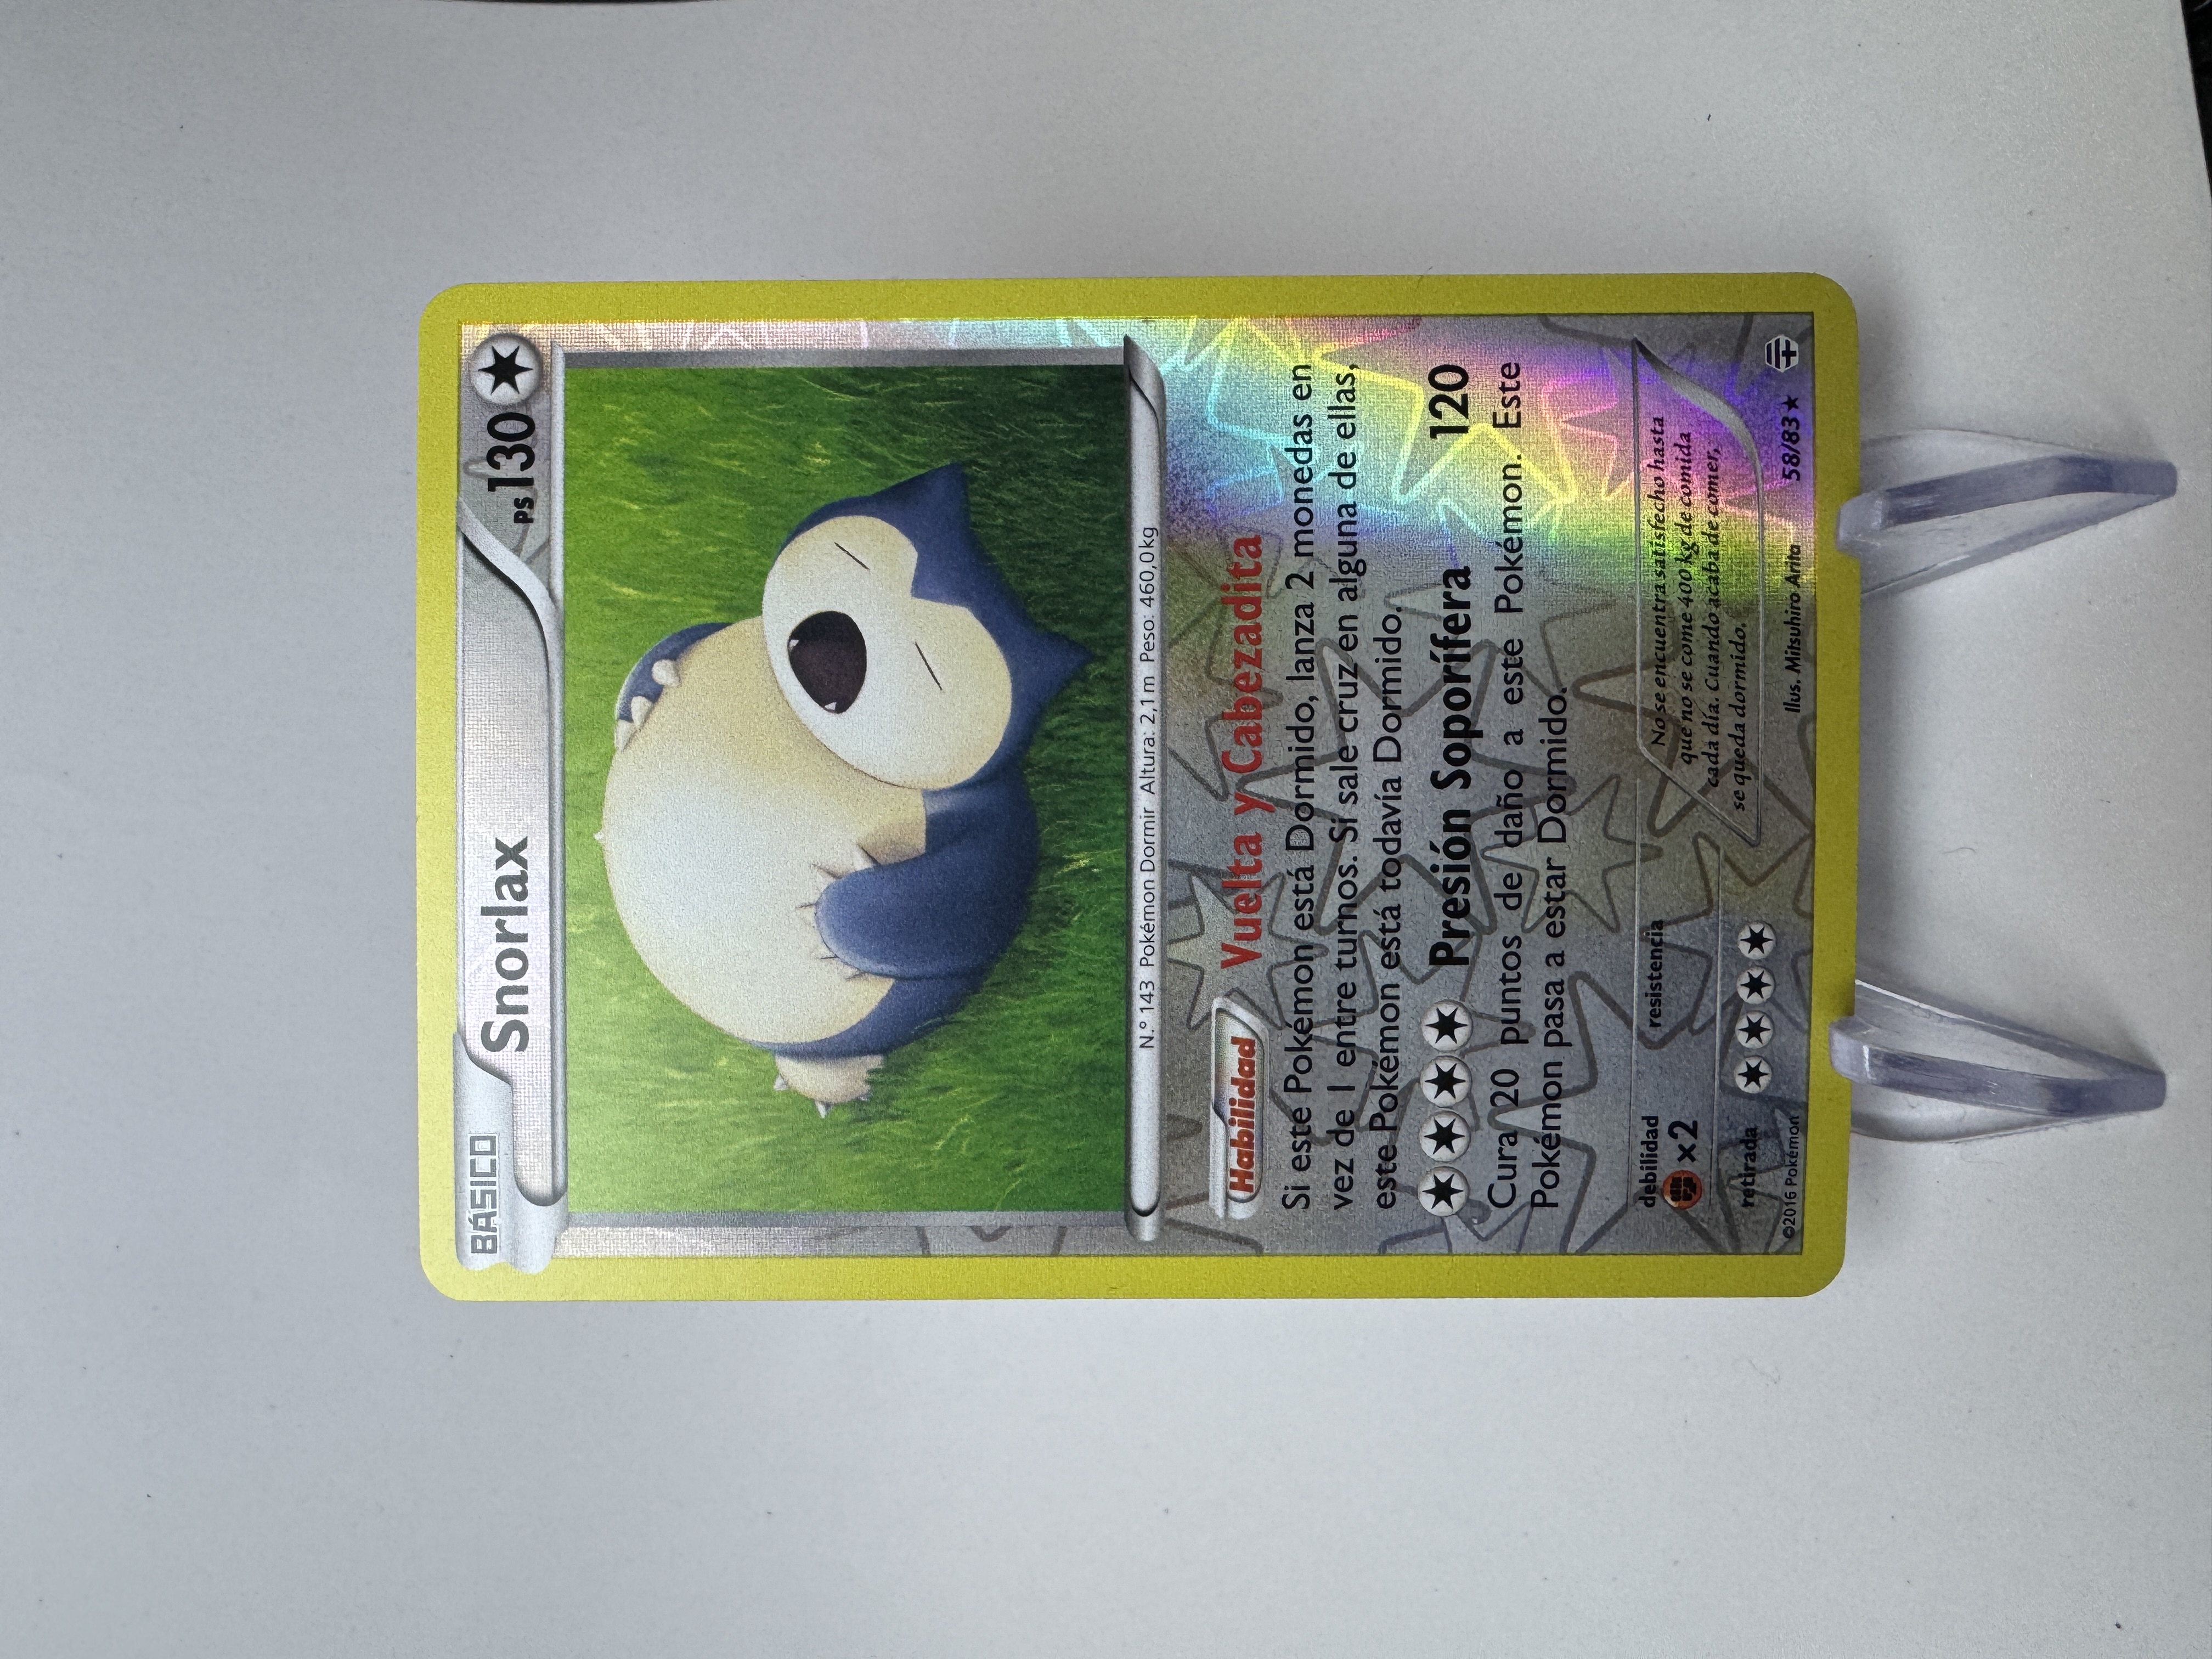 BÁSICO
Snorlax
PS130
N.º 143 Pokémon Dormir Altura: 2,1 m Peso: 460,0 kg
Habilidad Vuelta y Cabezadita
Si este Pokémon está Dormido, lanza 2 monedas en
vez de 1 entre turnos. Si sale cruz en alguna de ellas,
este Pokémon está todavía Dormido.
Presión Soporífera 120
Cura 20 puntos de daño a este Pokémon. Este
Pokémon pasa a estar Dormido.
debilidad resistencia
×2
No se encuentra satisfecho hasta
que no se come 400 kg de comida
cada día. Cuando acaba de comer,
se queda dormido.
retirada
©2016 Pokémon Ilus. Mitsuhiro Arita 58/83 ★